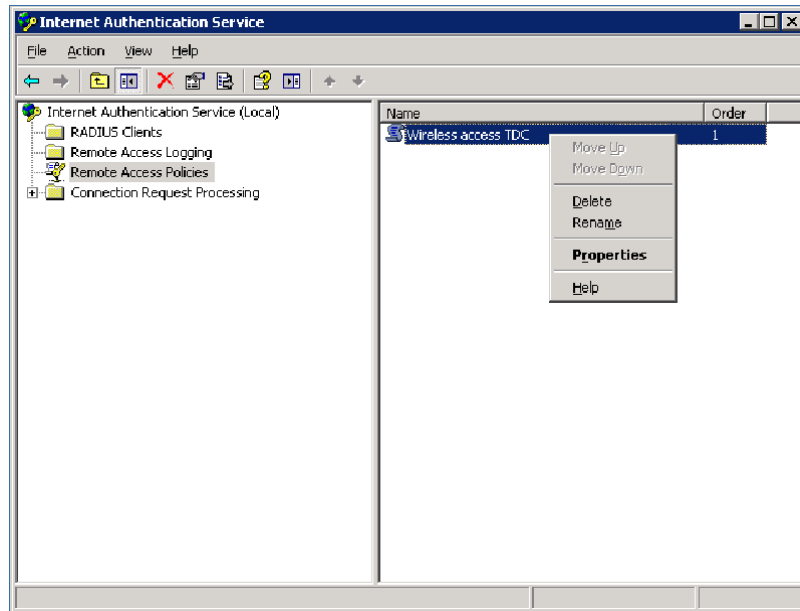 Internet Authentication Service
File Action View Help
Internet Authentication Service (Local)
RADIUS Clients
Remote Access Logging
Remote Access Policies
Connection Request Processing
Name Order
Wireless access TDC 1
Move Up
Move Down
Delete
Rename
Properties
Help